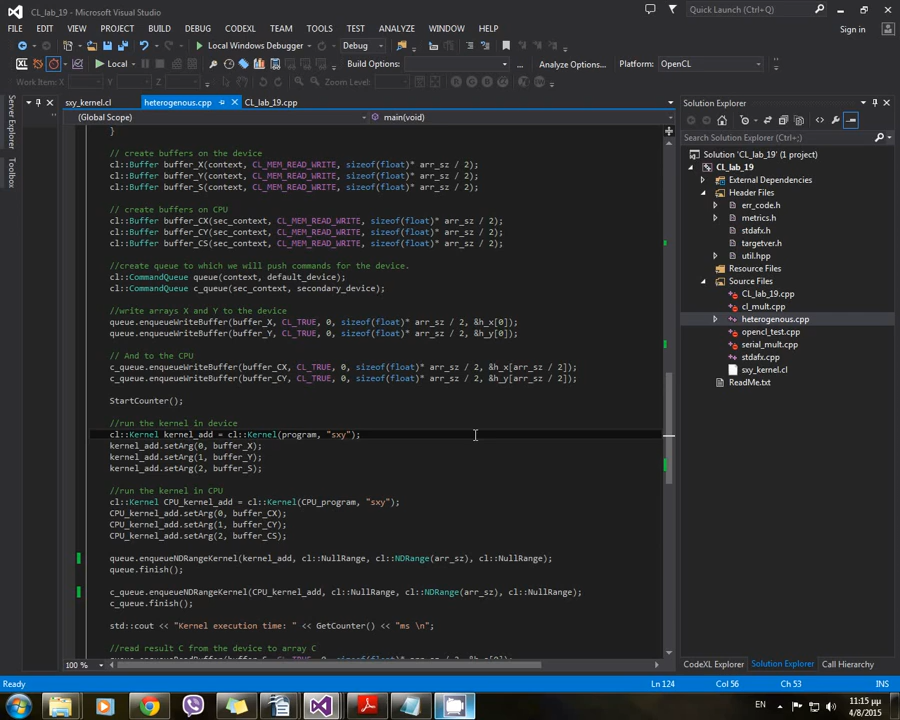 CL_lab_19 - Microsoft Visual Studio
Quick Launch (Ctrl+;)
FILE EDIT VIEW PROJECT BUILD DEBUG CODEXL TEAM TOOLS TEST ANALYZE WINDOW HELP
Sign in
Local Windows Debugger Debug
Local Build Options: Analyze Options... Platform: OpenCL
Work Item:
sxy_kernel.cl heterogenous.cpp CL_lab_19.cpp
(Global Scope) main(void)
Server Explorer
Toolbox
}
// create buffers on the device
cl::Buffer buffer_X(context, CL_MEM_READ_WRITE, sizeof(float)* arr_sz / 2);
cl::Buffer buffer_Y(context, CL_MEM_READ_WRITE, sizeof(float)* arr_sz / 2);
cl::Buffer buffer_S(context, CL_MEM_READ_WRITE, sizeof(float)* arr_sz / 2);
// create buffers on CPU
cl::Buffer buffer_CX(sec_context, CL_MEM_READ_WRITE, sizeof(float)* arr_sz / 2);
cl::Buffer buffer_CY(sec_context, CL_MEM_READ_WRITE, sizeof(float)* arr_sz / 2);
cl::Buffer buffer_CS(sec_context, CL_MEM_READ_WRITE, sizeof(float)* arr_sz / 2);
//create queue to which we will push commands for the device.
cl::CommandQueue queue(context, default_device);
cl::CommandQueue c_queue(sec_context, secondary_device);
//write arrays X and Y to the device
queue.enqueueWriteBuffer(buffer_X, CL_TRUE, 0, sizeof(float)* arr_sz / 2, &h_x[0]);
queue.enqueueWriteBuffer(buffer_Y, CL_TRUE, 0, sizeof(float)* arr_sz / 2, &h_y[0]);
// And to the CPU
c_queue.enqueueWriteBuffer(buffer_CX, CL_TRUE, 0, sizeof(float)* arr_sz / 2, &h_x[arr_sz / 2]);
c_queue.enqueueWriteBuffer(buffer_CY, CL_TRUE, 0, sizeof(float)* arr_sz / 2, &h_y[arr_sz / 2]);
StartCounter();
//run the kernel in device
cl::Kernel kernel_add = cl::Kernel(program, "sxy");
kernel_add.setArg(0, buffer_X);
kernel_add.setArg(1, buffer_Y);
kernel_add.setArg(2, buffer_S);
//run the kernel in CPU
cl::Kernel CPU_kernel_add = cl::Kernel(CPU_program, "sxy");
CPU_kernel_add.setArg(0, buffer_CX);
CPU_kernel_add.setArg(1, buffer_CY);
CPU_kernel_add.setArg(2, buffer_CS);
queue.enqueueNDRangeKernel(kernel_add, cl::NullRange, cl::NDRange(arr_sz), cl::NullRange);
queue.finish();
c_queue.enqueueNDRangeKernel(CPU_kernel_add, cl::NullRange, cl::NDRange(arr_sz), cl::NullRange);
c_queue.finish();
std::cout << "Kernel execution time: " << GetCounter() << "ms \n";
//read result C from the device to array C
100 %
Solution Explorer
Search Solution Explorer (Ctrl+;)
Solution 'CL_lab_19' (1 project)
CL_lab_19
External Dependencies
Header Files
err_code.h
metrics.h
stdafx.h
targetver.h
util.hpp
Resource Files
Source Files
CL_lab_19.cpp
cl_mult.cpp
heterogenous.cpp
opencl_test.cpp
serial_mult.cpp
stdafx.cpp
sxy_kernel.cl
ReadMe.txt
CodeXL Explorer Solution Explorer Call Hierarchy
Ready Ln 124 Col 56 Ch 53 INS
EN 11:15 μμ
4/8/2015